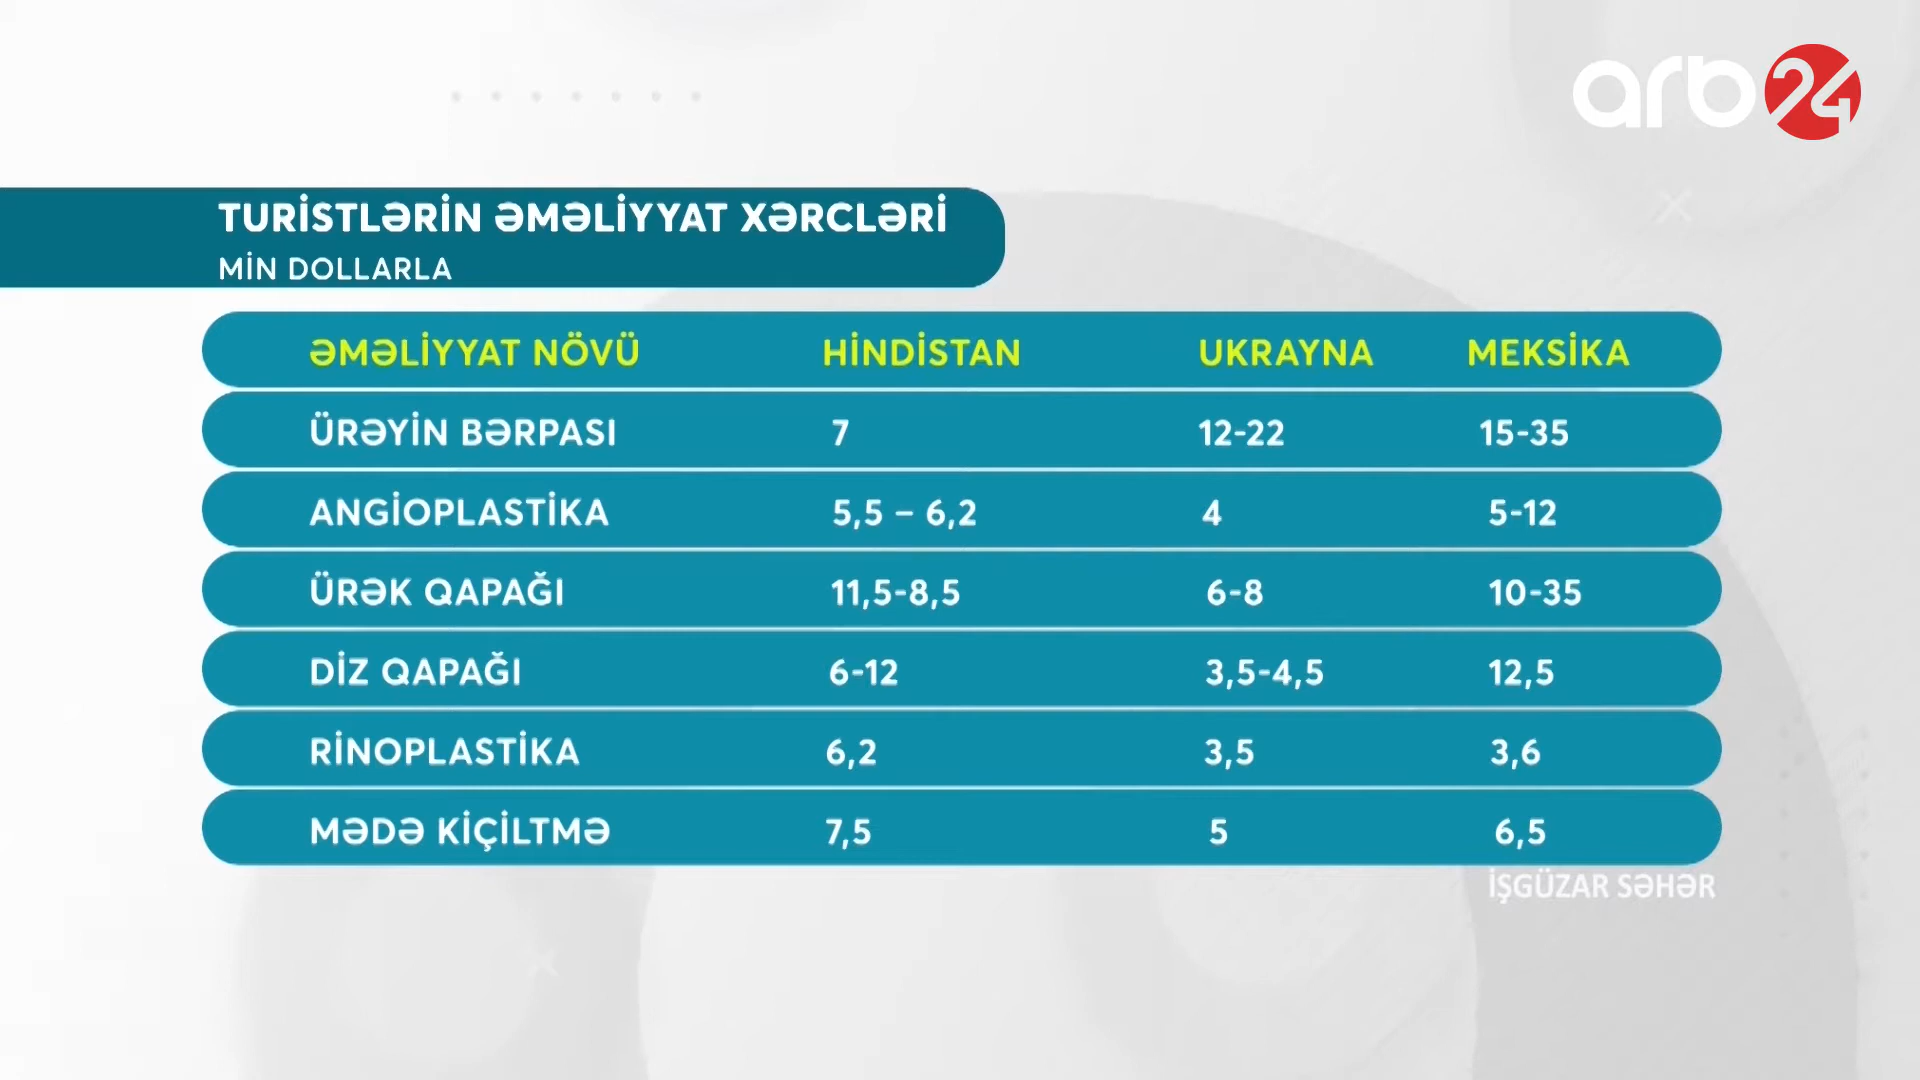 arb24
TURİSTLƏRİN ƏMƏLİYYAT XƏRCLƏRİ
MİN DOLLARLA
ƏMƏLİYYAT NÖVÜ HİNDİSTAN UKRAYNA MEKSİKA
ÜRƏYİN BƏRPASI 7 12-22 15-35
ANGİOPLASTİKA 5,5 – 6,2 4 5-12
ÜRƏK QAPAĞI 11,5-8,5 6-8 10-35
DİZ QAPAĞI 6-12 3,5-4,5 12,5
RİNOPLASTİKA 6,2 3,5 3,6
MƏDƏ KİÇİLTMƏ 7,5 5 6,5
İŞGÜZAR SƏHƏR